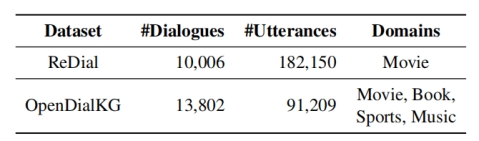 Dataset #Dialogues #Utterances Domains
ReDial 10,006 182,150 Movie
OpenDialKG 13,802 91,209 Movie, Book,
Sports, Music